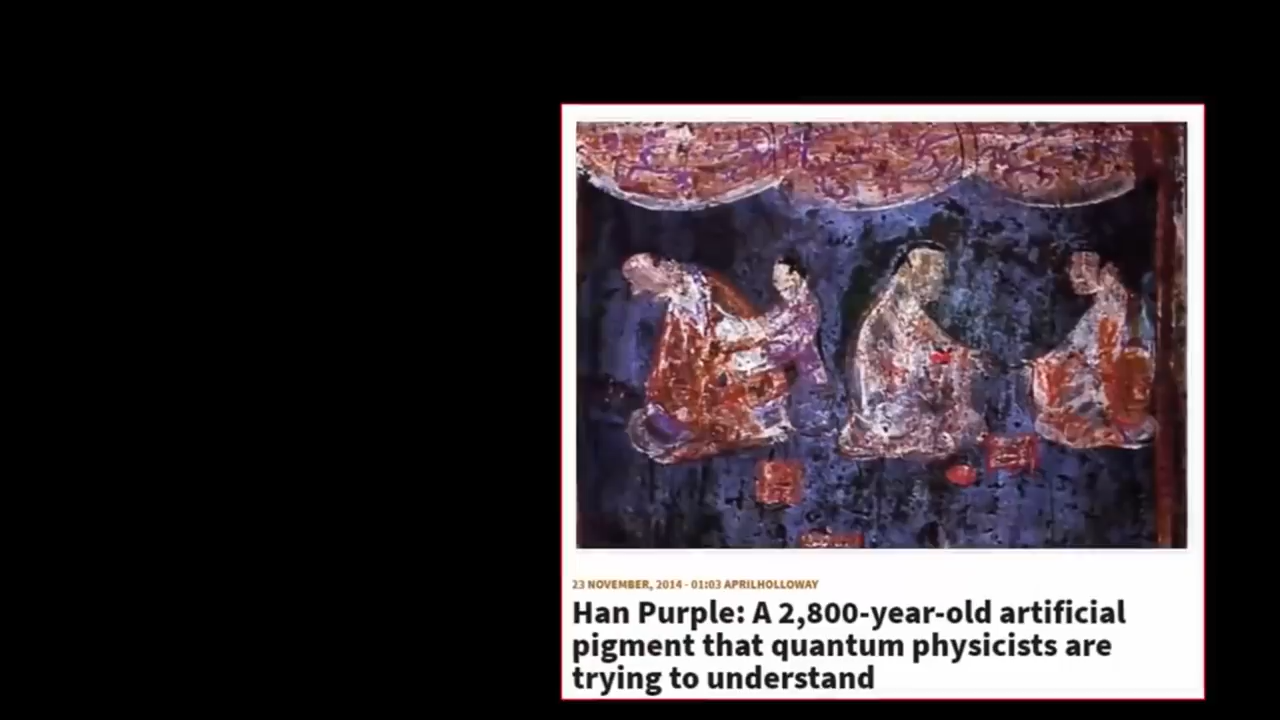 23 NOVEMBER, 2014 - 01:03 APRILHOLLOWAY
Han Purple: A 2,800-year-old artificial
pigment that quantum physicists are
trying to understand